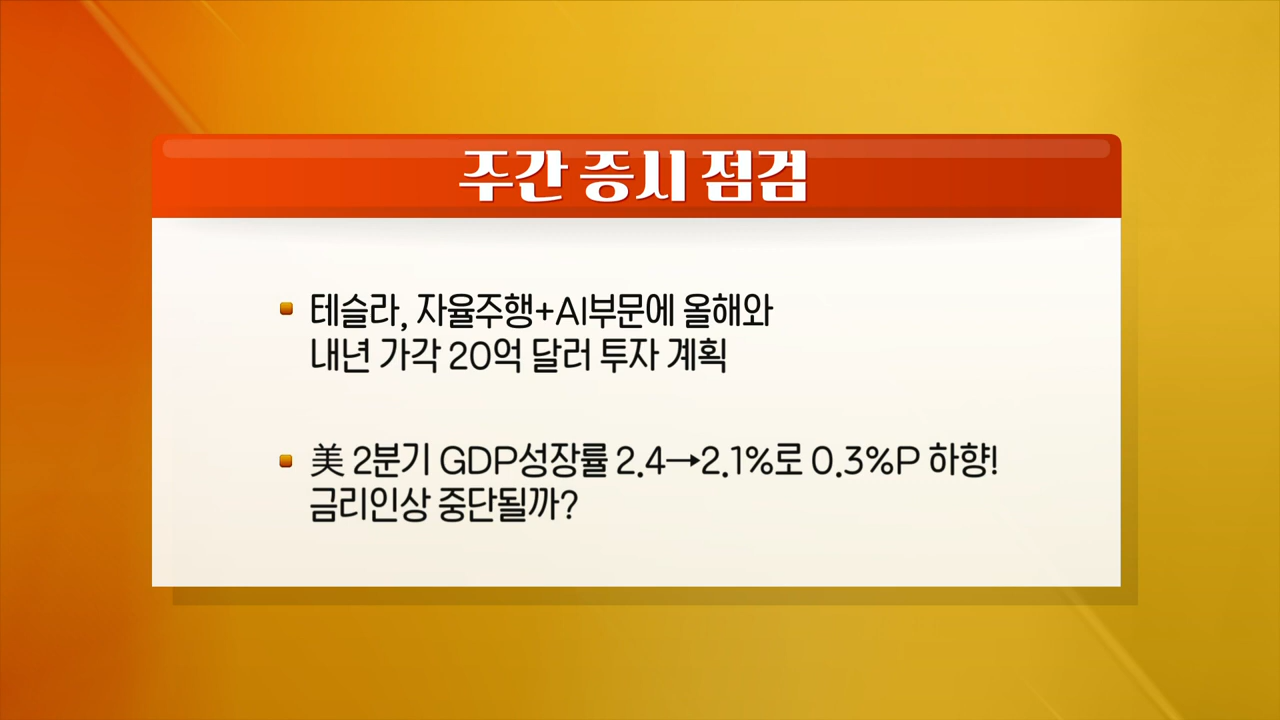 주간 증시 점검
테슬라, 자율주행+AI부문에 올해와
내년 각각 20억 달러 투자 계획
美 2분기 GDP성장률 2.4→2.1%로 0.3%P 하향!
금리인상 중단될까?